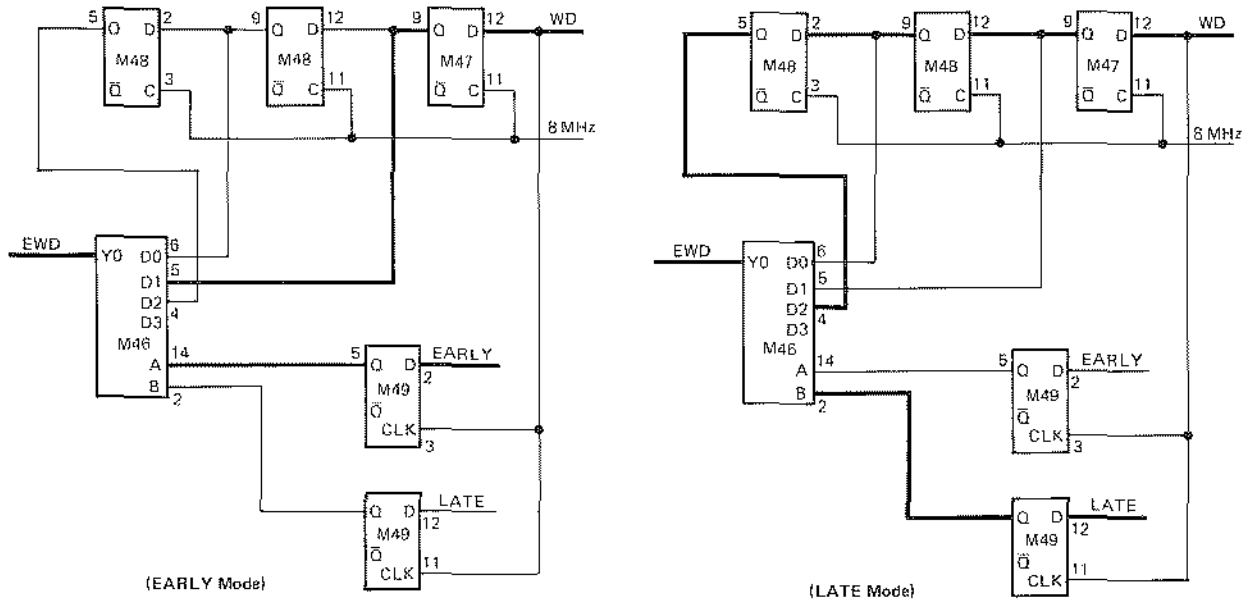 5 2 9 12 9 12 WD
Q D Q D Q D
M48 M48 M47
Q̅ C 3 Q̅ C 11 Q̅ C 11
8 MHz
EWD
Y0 D0 6
D1 5
D2
D3 4
M46
A 14
B 2
5 Q D EARLY
2
M49
Q̅
CLK 3
Q D LATE
12
M49
Q̅
CLK 11
(EARLY Mode)
5 2 9 12 9 12 WD
Q D Q D Q D
M48 M48 M47
Q̅ C 3 Q̅ C 11 Q̅ C 11
8 MHz
EWD
Y0 D0 6
D1 5
D2
D3 4
M46
A 14
B 2
5 Q D EARLY
2
M49
Q̅
CLK 3
Q D LATE
12
M49
Q̅
CLK 11
(LATE Mode)